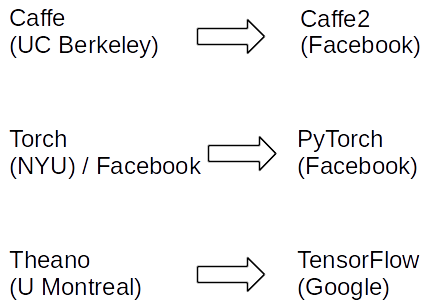 Caffe
(UC Berkeley)
Caffe2
(Facebook)
Torch
(NYU) / Facebook
PyTorch
(Facebook)
Theano
(U Montreal)
TensorFlow
(Google)